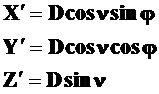 X′ = Dcosνsinφ
Y′ = Dcosνcosφ
Z′ = Dsinν